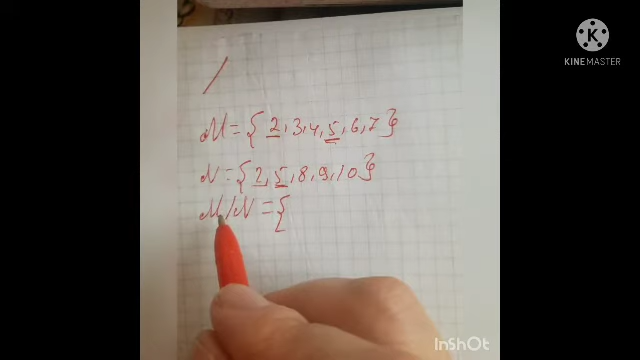 /
M={2,3,4,5,6,7}
N={2,5,8,9,10}
M/N={
K
KINEMASTER
InShOt